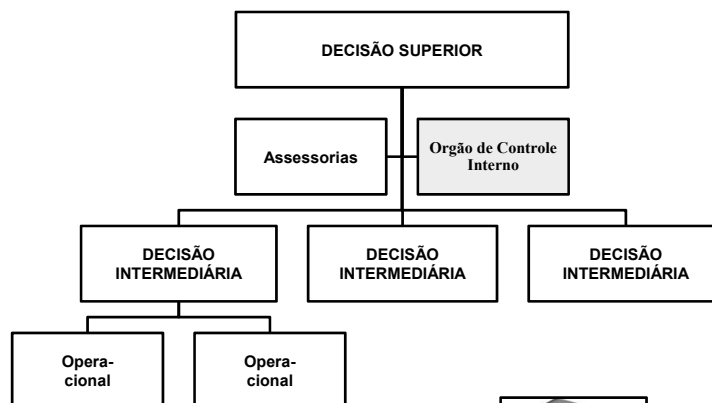 DECISÃO SUPERIOR
Assessorias
Orgão de Controle
Interno
DECISÃO
INTERMEDIÁRIA
DECISÃO
INTERMEDIÁRIA
DECISÃO
INTERMEDIÁRIA
Opera-
cional
Opera-
cional